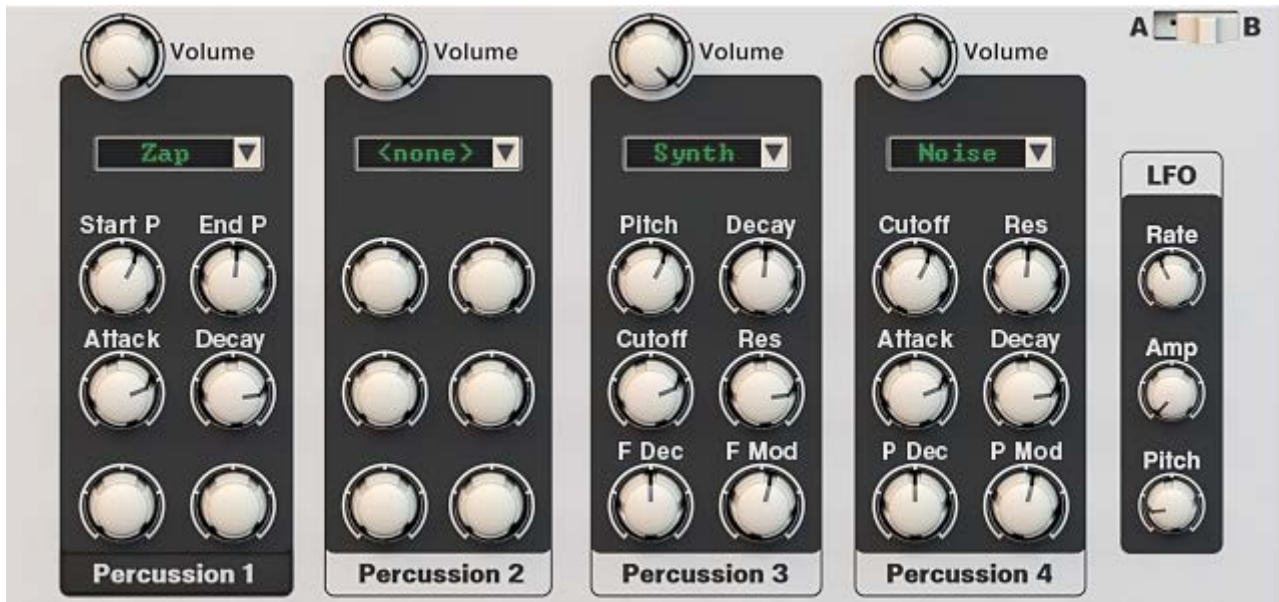 Volume Volume Volume Volume A B
Zap <none> Synth Noise
LFO
Start P End P Pitch Decay Cutoff Res Rate
Attack Decay Cutoff Res Attack Decay Amp
F Dec F Mod P Dec P Mod Pitch
Percussion 1 Percussion 2 Percussion 3 Percussion 4